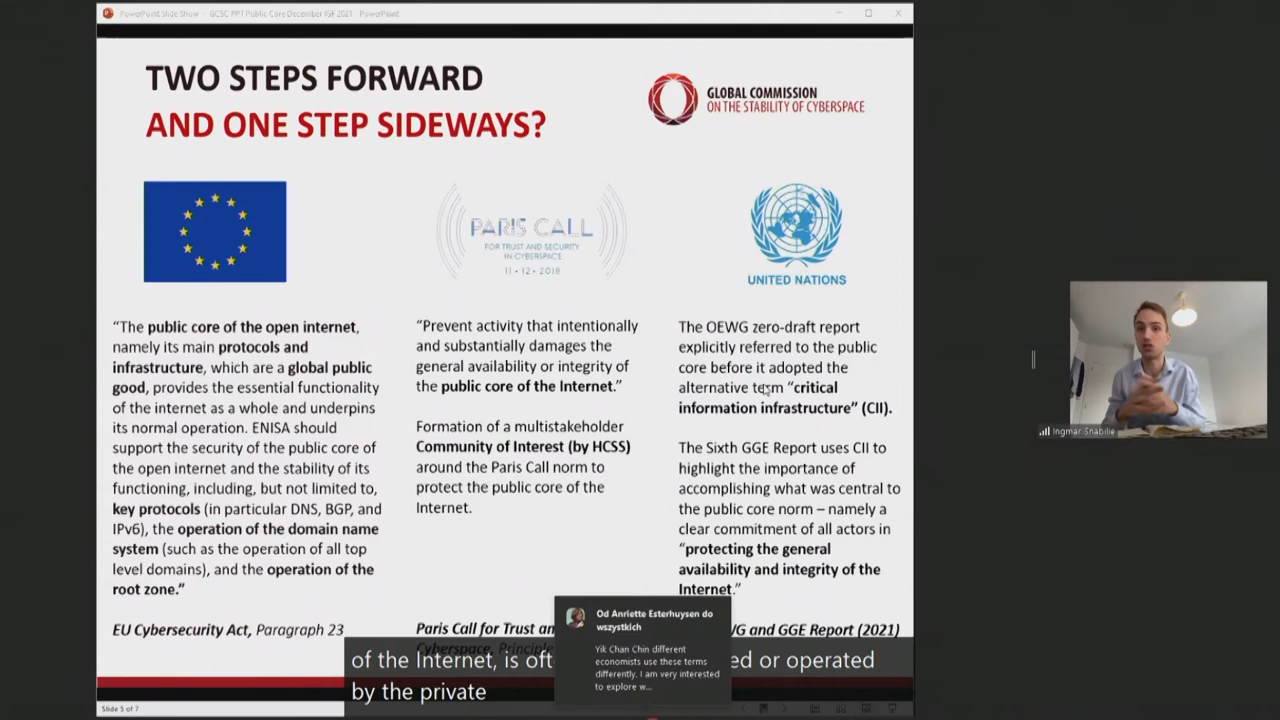 PowerPoint Slide Show - GCSC PPT Public Core December IGF 2021 - PowerPoint
TWO STEPS FORWARD
AND ONE STEP SIDEWAYS?
GLOBAL COMMISSION
ON THE STABILITY OF CYBERSPACE
“The public core of the open internet,
namely its main protocols and
infrastructure, which are a global public
good, provides the essential functionality
of the internet as a whole and underpins
its normal operation. ENISA should
support the security of the public core of
the open internet and the stability of its
functioning, including, but not limited to,
key protocols (in particular DNS, BGP, and
IPv6), the operation of the domain name
system (such as the operation of all top
level domains), and the operation of the
root zone.”
EU Cybersecurity Act, Paragraph 23
PARIS CALL
FOR TRUST AND SECURITY
IN CYBERSPACE
11 • 12 • 2018
“Prevent activity that intentionally
and substantially damages the
general availability or integrity of
the public core of the Internet.”
Formation of a multistakeholder
Community of Interest (by HCSS)
around the Paris Call norm to
protect the public core of the
Internet.
Paris Call for Trust an
Cyberspace, Principle
UNITED NATIONS
The OEWG zero-draft report
explicitly referred to the public
core before it adopted the
alternative term “critical
information infrastructure” (CII).
The Sixth GGE Report uses CII to
highlight the importance of
accomplishing what was central to
the public core norm – namely a
clear commitment of all actors in
“protecting the general
availability and integrity of the
Internet.”
WG and GGE Report (2021)
Od Anriette Esterhuysen do
wszystkich
Yik Chan Chin different
economists use these terms
differently. I am very interested
to explore w...
of the Internet, is oft ed or operated
by the private
Slide 5 of 7
Ingmar Snabilie